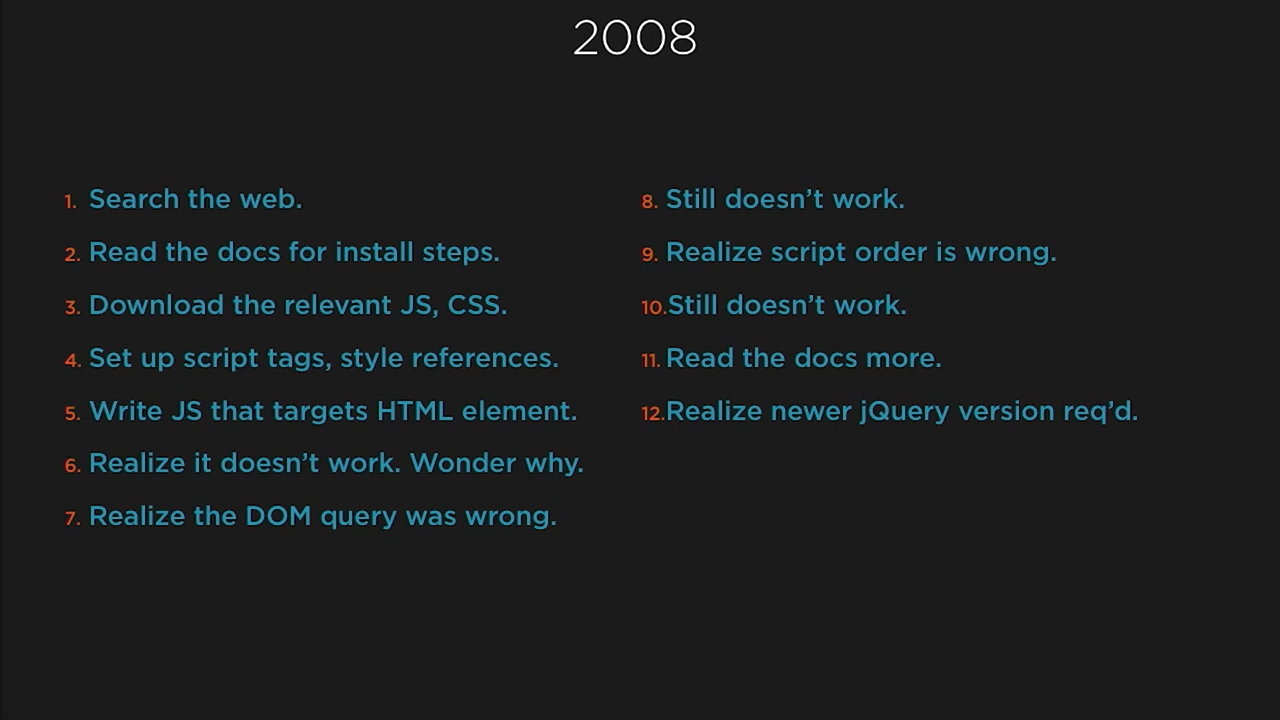 2008
1. Search the web.
2. Read the docs for install steps.
3. Download the relevant JS, CSS.
4. Set up script tags, style references.
5. Write JS that targets HTML element.
6. Realize it doesn’t work. Wonder why.
7. Realize the DOM query was wrong.
8. Still doesn’t work.
9. Realize script order is wrong.
10. Still doesn’t work.
11. Read the docs more.
12. Realize newer jQuery version req’d.